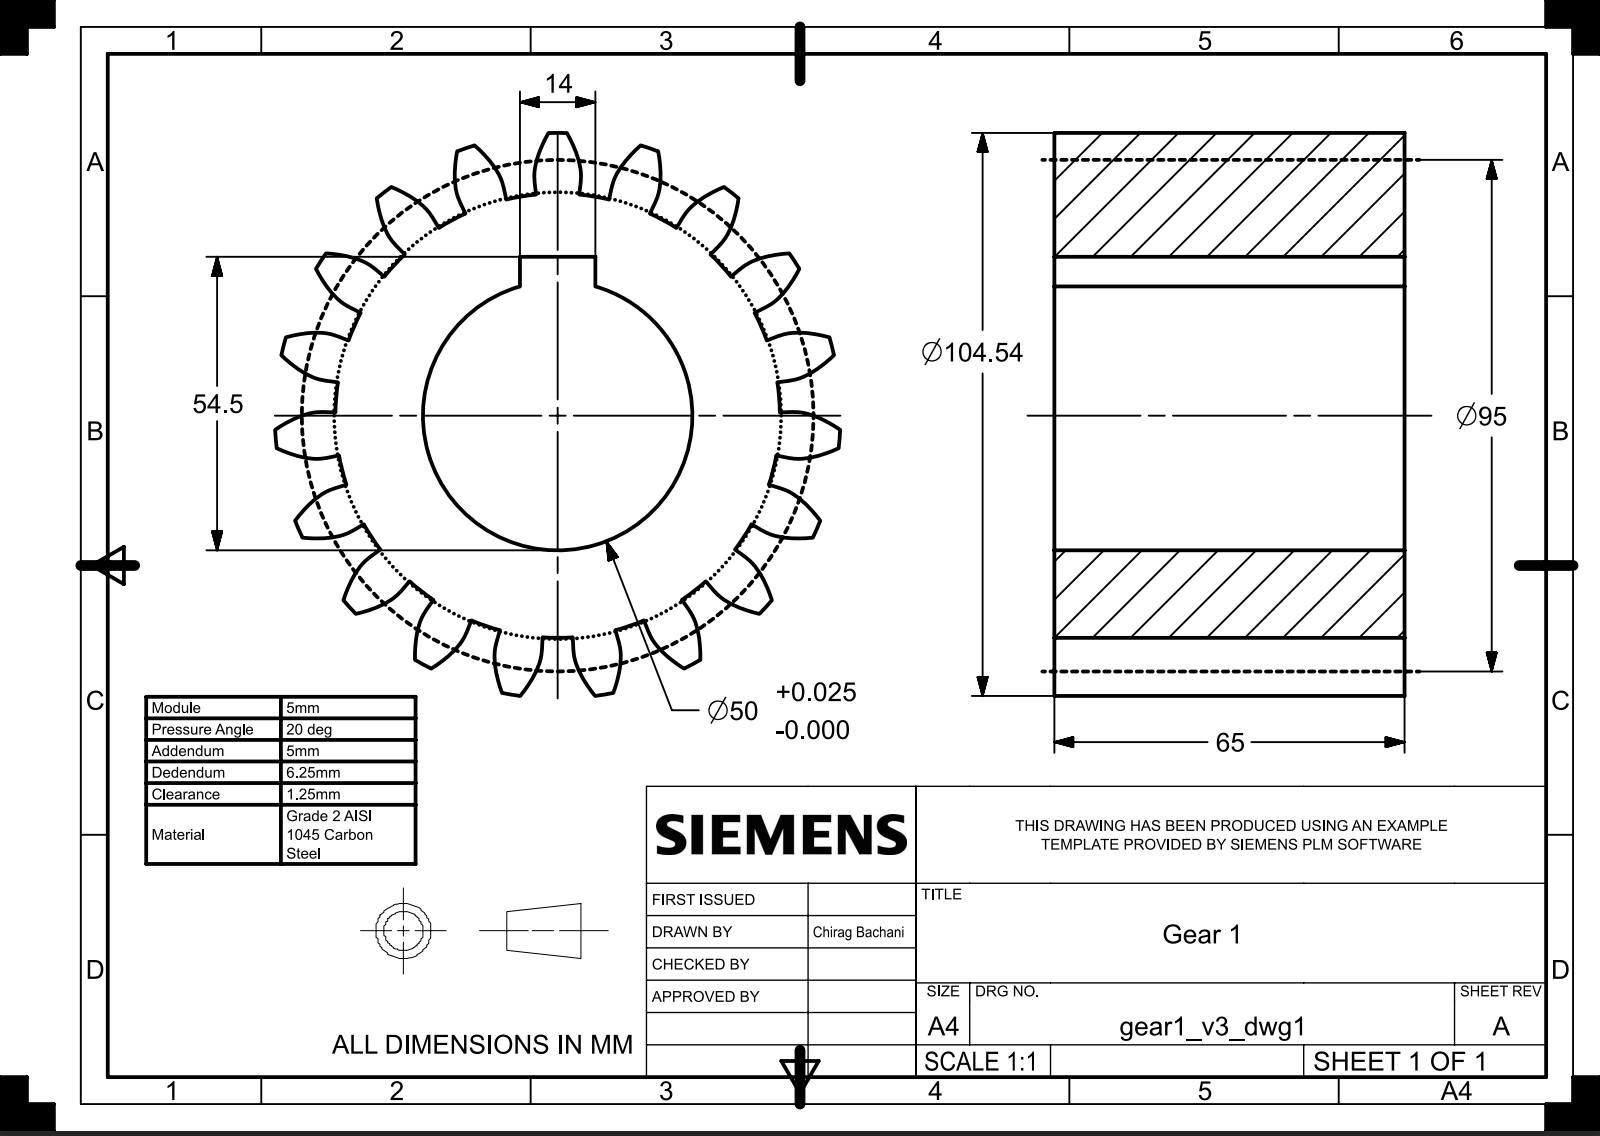 1 2 3 4 5 6
A A
14
Ø104.54
54.5
Ø95
B B
Ø50 +0.025
-0.000
65
C C
Module 5mm
Pressure Angle 20 deg
Addendum 5mm
Dedendum 6.25mm
Clearance 1.25mm
Material Grade 2 AISI
1045 Carbon
Steel
SIEMENS
THIS DRAWING HAS BEEN PRODUCED USING AN EXAMPLE
TEMPLATE PROVIDED BY SIEMENS PLM SOFTWARE
FIRST ISSUED
DRAWN BY Chirag Bachani
CHECKED BY
APPROVED BY
TITLE
Gear 1
D D
SIZE DRG NO. SHEET REV
A4 gear1_v3_dwg1 A
SCALE 1:1 SHEET 1 OF 1
ALL DIMENSIONS IN MM
1 2 3 4 5 A4